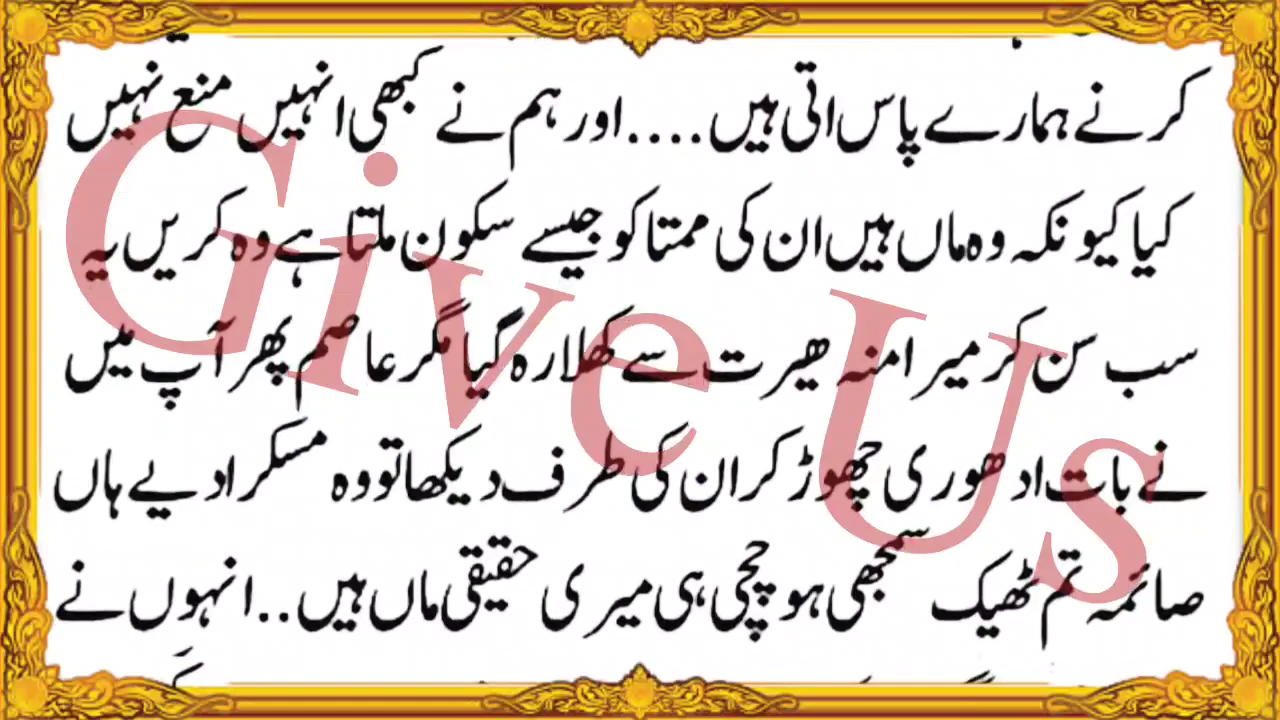 کرنے ہمارے پاس اتی ہیں....اور ہم نے کبھی انہیں منع نہیں
کیا کیونکہ وہ ماں ہیں ان کی ممتا کو جیسے سکون ملتا ہے وہ کریں یہ
سب سن کر میرا منہ حیرت سے کھلا رہ گیا مگر عاصم پھر آپ میں
نے بات ادھوری چھوڑ کر ان کی طرف دیکھا تو وہ مسکرا دیے ہاں
صائمہ تم ٹھیک سمجھی ہو چچی ہی میری حقیقی ماں ہیں..انہوں نے
Give Us